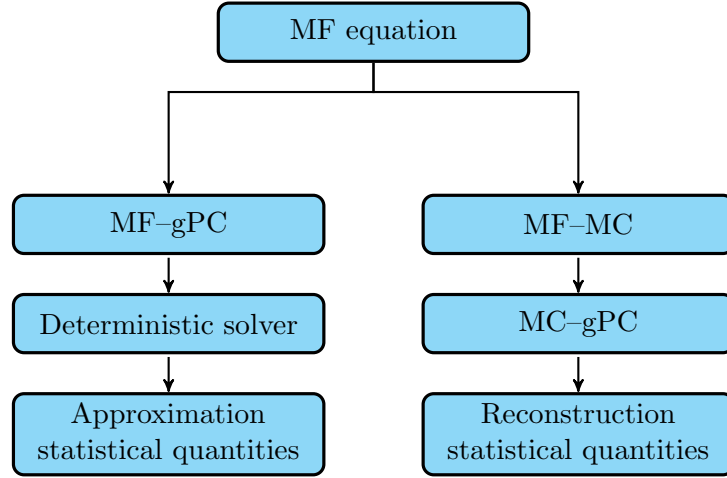 MF equation
MF–gPC
MF–MC
Deterministic solver
MC–gPC
Approximation
statistical quantities
Reconstruction
statistical quantities